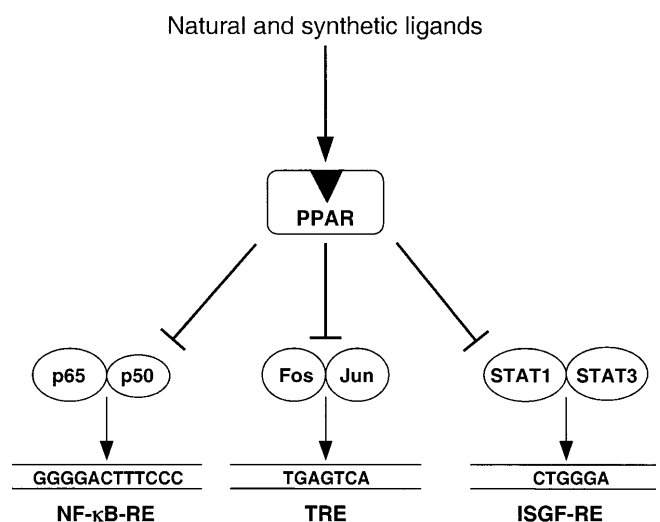 Natural and synthetic ligands
PPAR
p65 p50 Fos Jun STAT1 STAT3
GGGGACTTTCCC TGAGTCA CTGGGA
NF-κB-RE TRE ISGF-RE